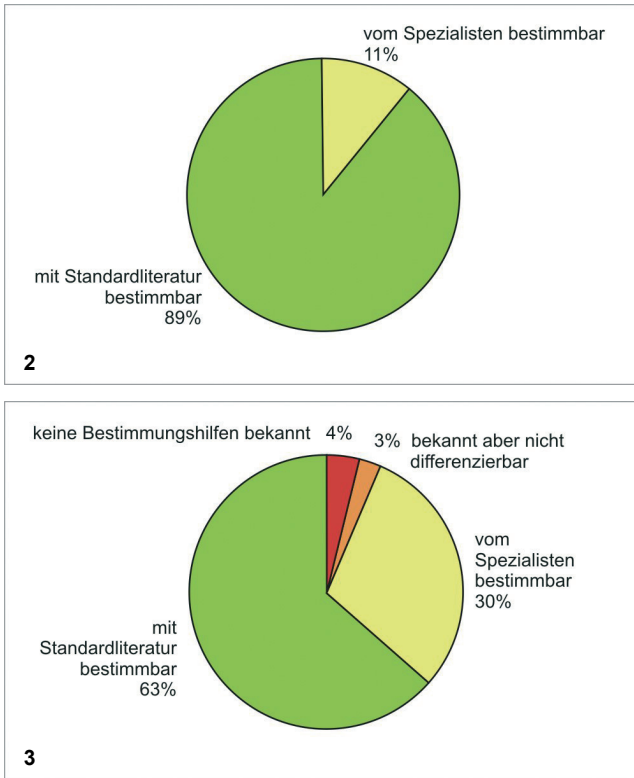 vom Spezialisten bestimmbar
11%
mit Standardliteratur
bestimmbar
89%
2
keine Bestimmungshilfen bekannt 4%
3% bekannt aber nicht
differenzierbar
vom
Spezialisten
bestimmbar
30%
mit
Standardliteratur
bestimmbar
63%
3